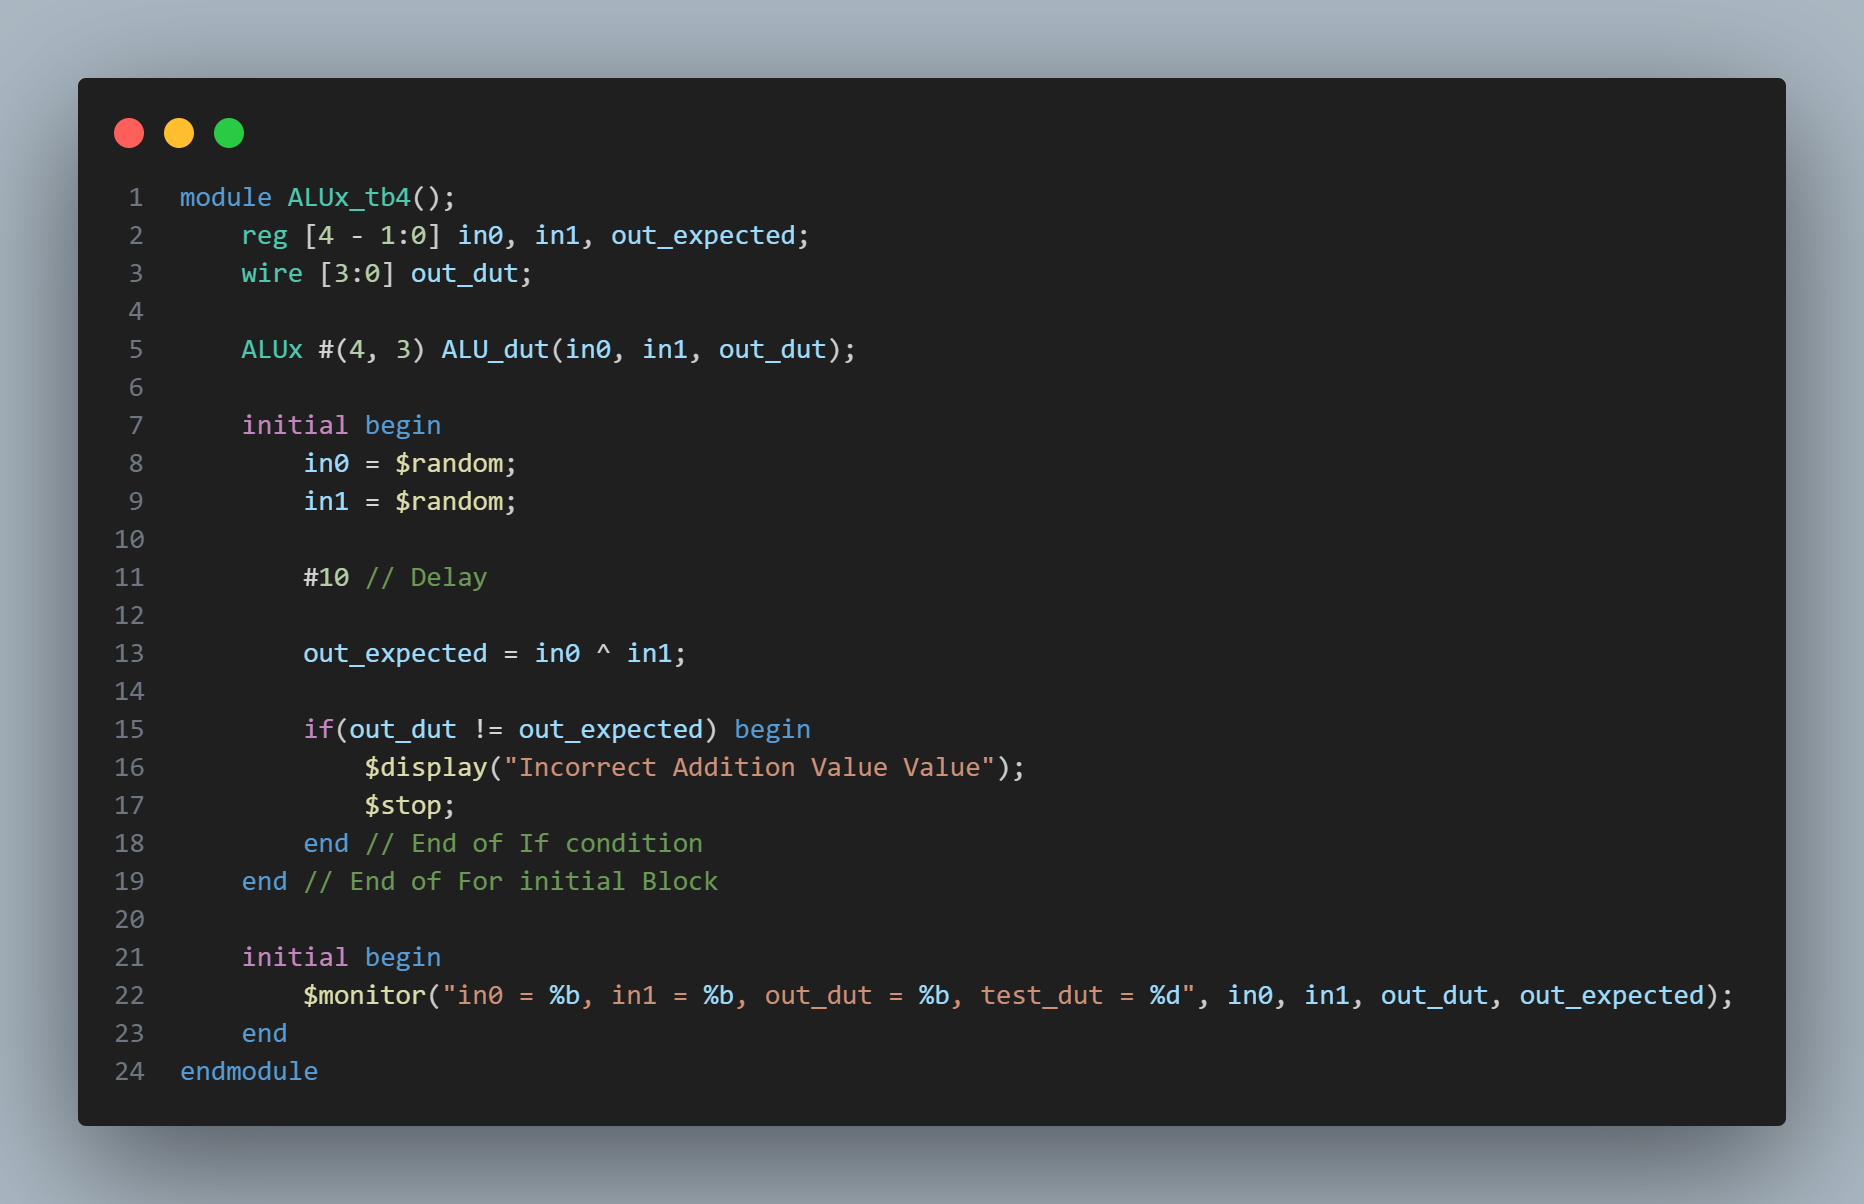 1 module ALUx_tb4();
2     reg [4 - 1:0] in0, in1, out_expected;
3     wire [3:0] out_dut;
4
5     ALUx #(4, 3) ALU_dut(in0, in1, out_dut);
6
7     initial begin
8         in0 = $random;
9         in1 = $random;
10
11         #10 // Delay
12
13         out_expected = in0 ^ in1;
14
15         if(out_dut != out_expected) begin
16             $display("Incorrect Addition Value Value");
17             $stop;
18         end // End of If condition
19     end // End of For initial Block
20
21     initial begin
22         $monitor("in0 = %b, in1 = %b, out_dut = %b, test_dut = %d", in0, in1, out_dut, out_expected);
23     end
24 endmodule